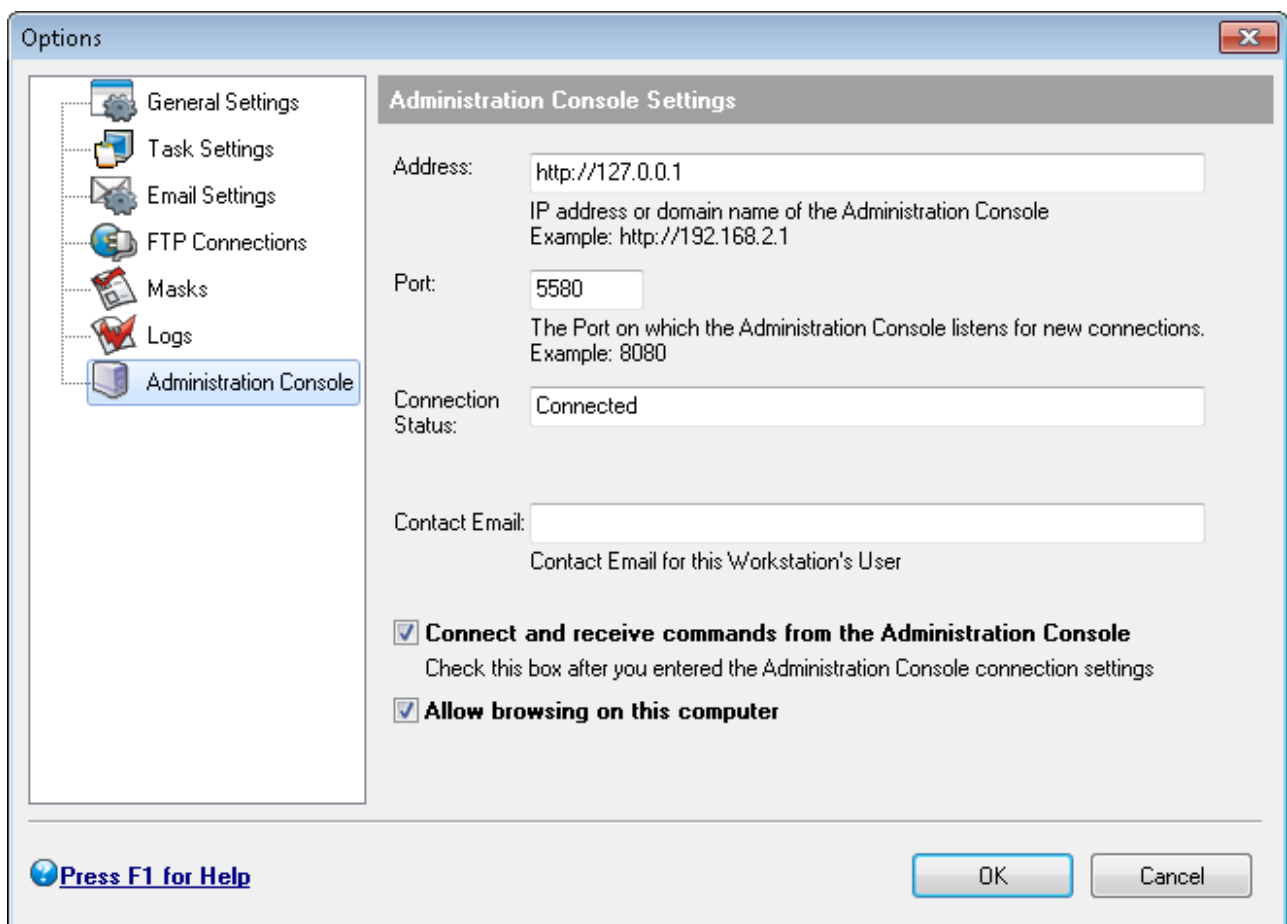 Options
General Settings
Task Settings
Email Settings
FTP Connections
Masks
Logs
Administration Console
Administration Console Settings
Address:
http://127.0.0.1
IP address or domain name of the Administration Console
Example: http://192.168.2.1
Port:
5580
The Port on which the Administration Console listens for new connections.
Example: 8080
Connection
Status:
Connected
Contact Email:
Contact Email for this Workstation's User
Connect and receive commands from the Administration Console
Check this box after you entered the Administration Console connection settings
Allow browsing on this computer
Press F1 for Help
OK
Cancel